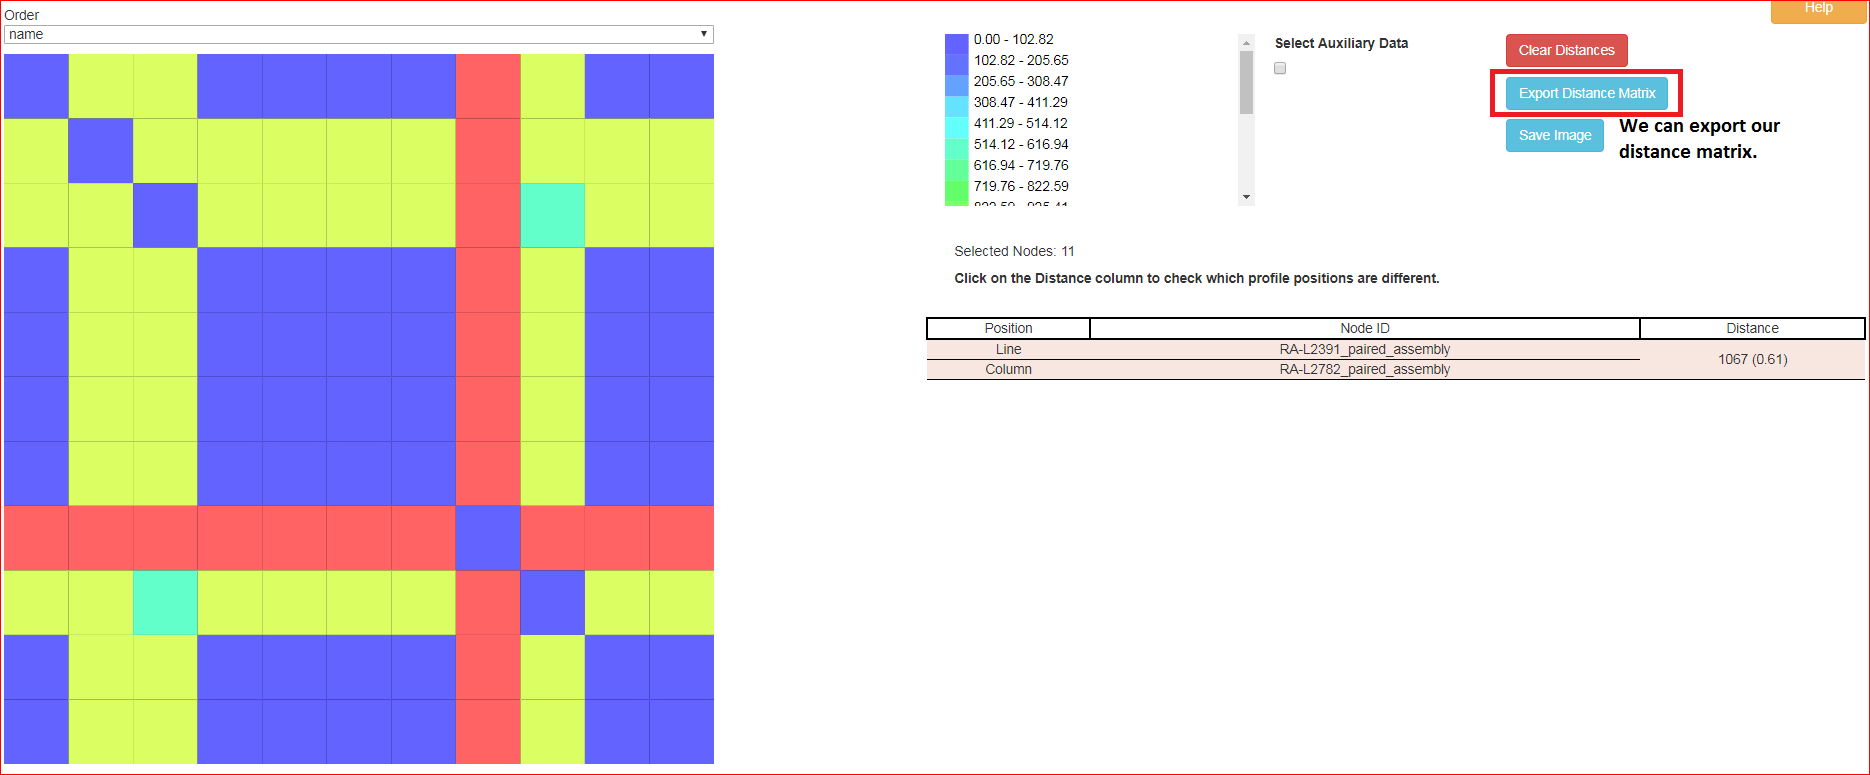 Order
name
0.00 - 102.82
102.82 - 205.65
205.65 - 308.47
308.47 - 411.29
411.29 - 514.12
514.12 - 616.94
616.94 - 719.76
719.76 - 822.59
Select Auxiliary Data
Help
Clear Distances
Export Distance Matrix
Save Image
We can export our
distance matrix.
Selected Nodes: 11
Click on the Distance column to check which profile positions are different.
Position Node ID Distance
Line RA-L2391_paired_assembly 1067 (0.61)
Column RA-L2782_paired_assembly